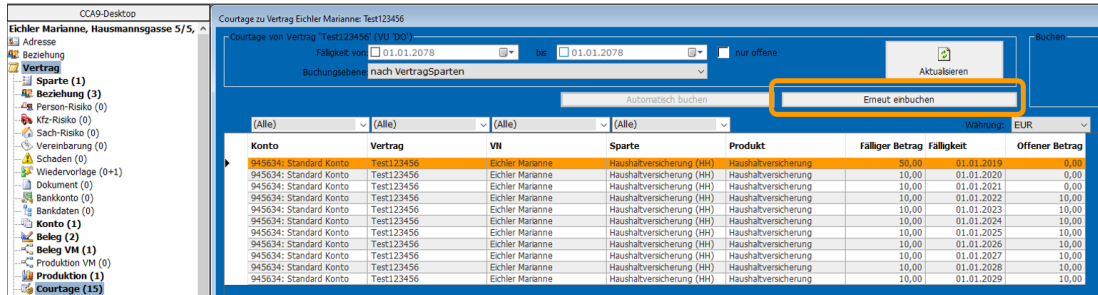 CCA9-Desktop
Eichler Marianne, Hausmannsgasse 5/5,
Adresse
Beziehung
Vertrag
Sparte (1)
Beziehung (3)
Person-Risiko (0)
Kfz-Risiko (0)
Sach-Risiko (0)
Vereinbarung (0)
Schaden (0)
Wiedervorlage (0+1)
Dokument (0)
Bankkonto (0)
Bankdaten (0)
Konto (1)
Beleg (2)
Beleg VM (1)
Produktion VM (0)
Produktion (1)
Courtage (15)
Courtage zu Vertrag Eichler Marianne: Test123456
Courtage von Vertrag 'Test123456' (VU 'DO')
Fälligkeit von: 01.01.2078 bis 01.01.2078 nur offene
Buchungsebene: nach VertragSparten
Aktualisieren
Buchen
Automatisch buchen Erneut einbuchen
(Alle) (Alle) (Alle) (Alle) Währung: EUR
Konto Vertrag VN Sparte Produkt Fälliger Betrag Fälligkeit Offener Betrag
945634: Standard Konto Test123456 Eichler Marianne Haushaltversicherung (HH) Haushaltversicherung 50,00 01.01.2019 0,00
945634: Standard Konto Test123456 Eichler Marianne Haushaltversicherung (HH) Haushaltversicherung 10,00 01.01.2020 0,00
945634: Standard Konto Test123456 Eichler Marianne Haushaltversicherung (HH) Haushaltversicherung 10,00 01.01.2021 0,00
945634: Standard Konto Test123456 Eichler Marianne Haushaltversicherung (HH) Haushaltversicherung 10,00 01.01.2022 10,00
945634: Standard Konto Test123456 Eichler Marianne Haushaltversicherung (HH) Haushaltversicherung 10,00 01.01.2023 10,00
945634: Standard Konto Test123456 Eichler Marianne Haushaltversicherung (HH) Haushaltversicherung 10,00 01.01.2024 10,00
945634: Standard Konto Test123456 Eichler Marianne Haushaltversicherung (HH) Haushaltversicherung 10,00 01.01.2025 10,00
945634: Standard Konto Test123456 Eichler Marianne Haushaltversicherung (HH) Haushaltversicherung 10,00 01.01.2026 10,00
945634: Standard Konto Test123456 Eichler Marianne Haushaltversicherung (HH) Haushaltversicherung 10,00 01.01.2027 10,00
945634: Standard Konto Test123456 Eichler Marianne Haushaltversicherung (HH) Haushaltversicherung 10,00 01.01.2028 10,00
945634: Standard Konto Test123456 Eichler Marianne Haushaltversicherung (HH) Haushaltversicherung 10,00 01.01.2029 10,00